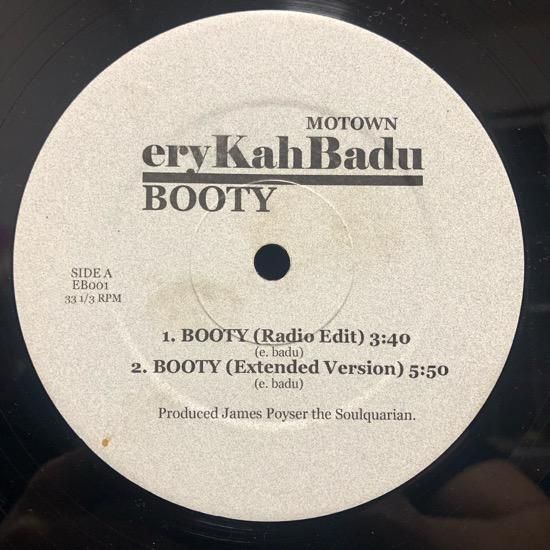 MOTOWN
eryKahBadu
BOOTY
SIDE A
EB001
33 1/3 RPM
1. BOOTY (Radio Edit) 3:40
(e. badu)
2. BOOTY (Extended Version) 5:50
(e. badu)
Produced James Poyser the Soulquarian.